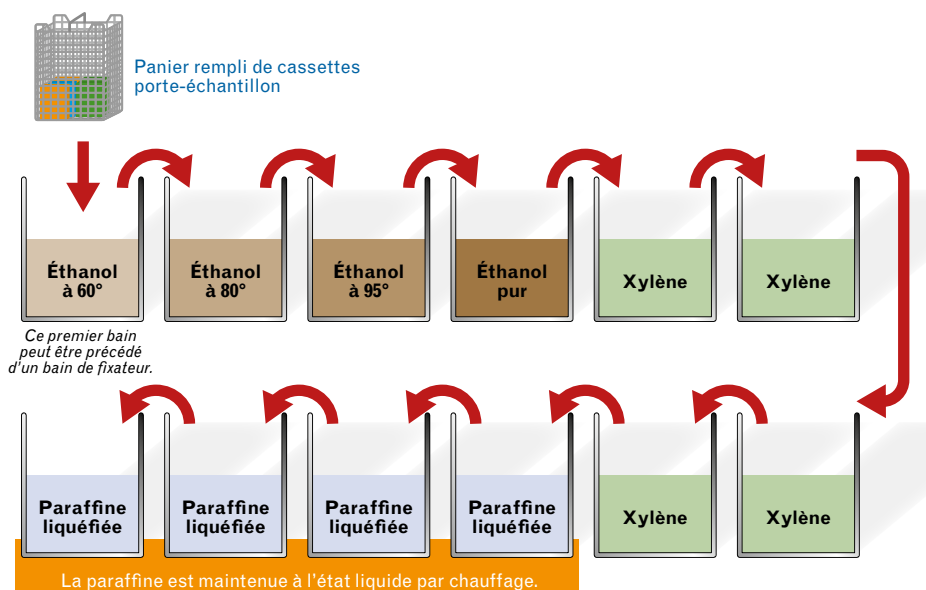 Panier rempli de cassettes
porte-échantillon
Éthanol
à 60°
Éthanol
à 80°
Éthanol
à 95°
Éthanol
pur
Xylène
Xylène
Ce premier bain
peut être précédé
d'un bain de fixateur.
Paraffine
liquéfiée
Paraffine
liquéfiée
Paraffine
liquéfiée
Paraffine
liquéfiée
Xylène
Xylène
La paraffine est maintenue à l'état liquide par chauffage.